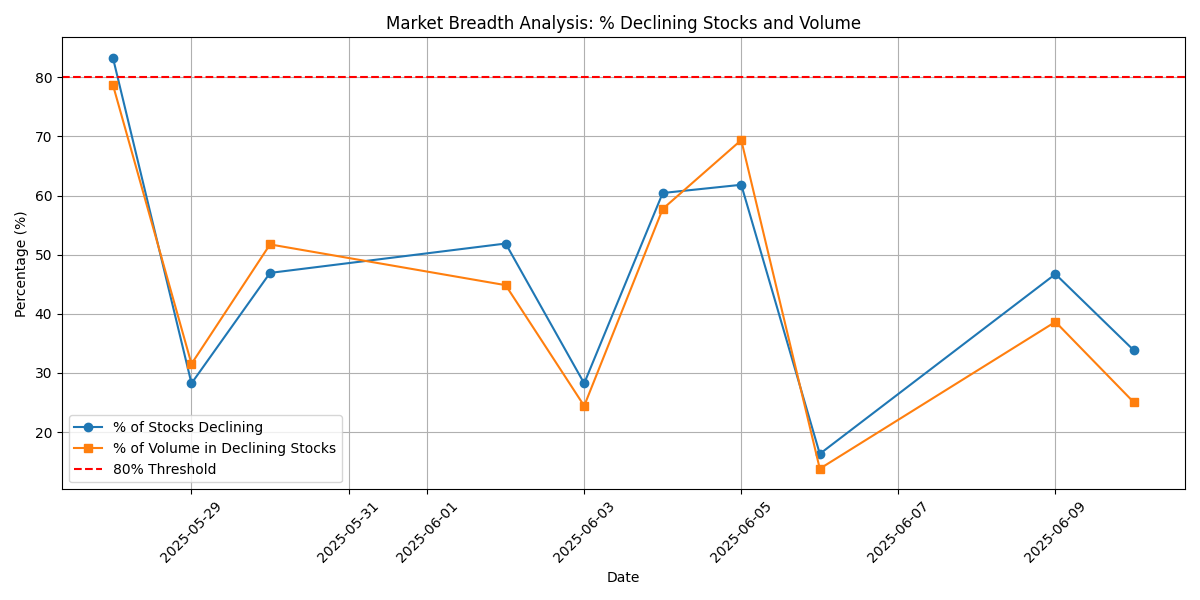 Market Breadth Analysis: % Declining Stocks and Volume
Percentage (%)
80
70
60
50
40
30
20
% of Stocks Declining
% of Volume in Declining Stocks
80% Threshold
2025-05-29
2025-05-31
2025-06-01
2025-06-03
2025-06-05
2025-06-07
2025-06-09
Date